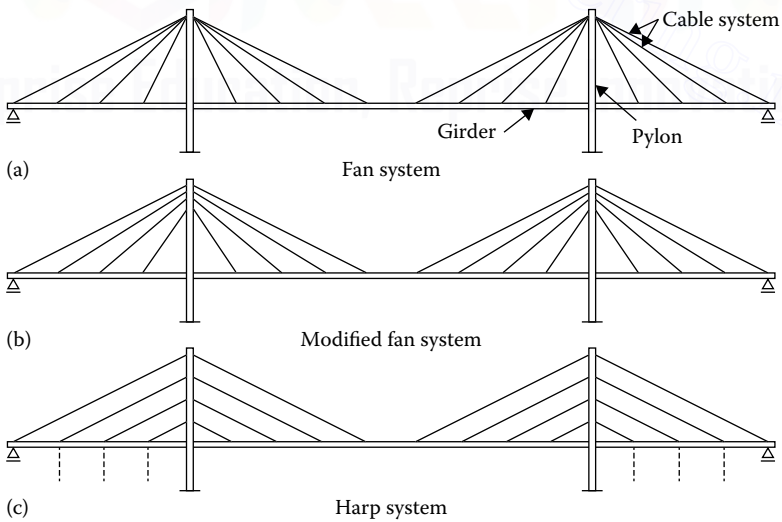 Cable system
Girder
Pylon
(a) Fan system
(b) Modified fan system
(c) Harp system